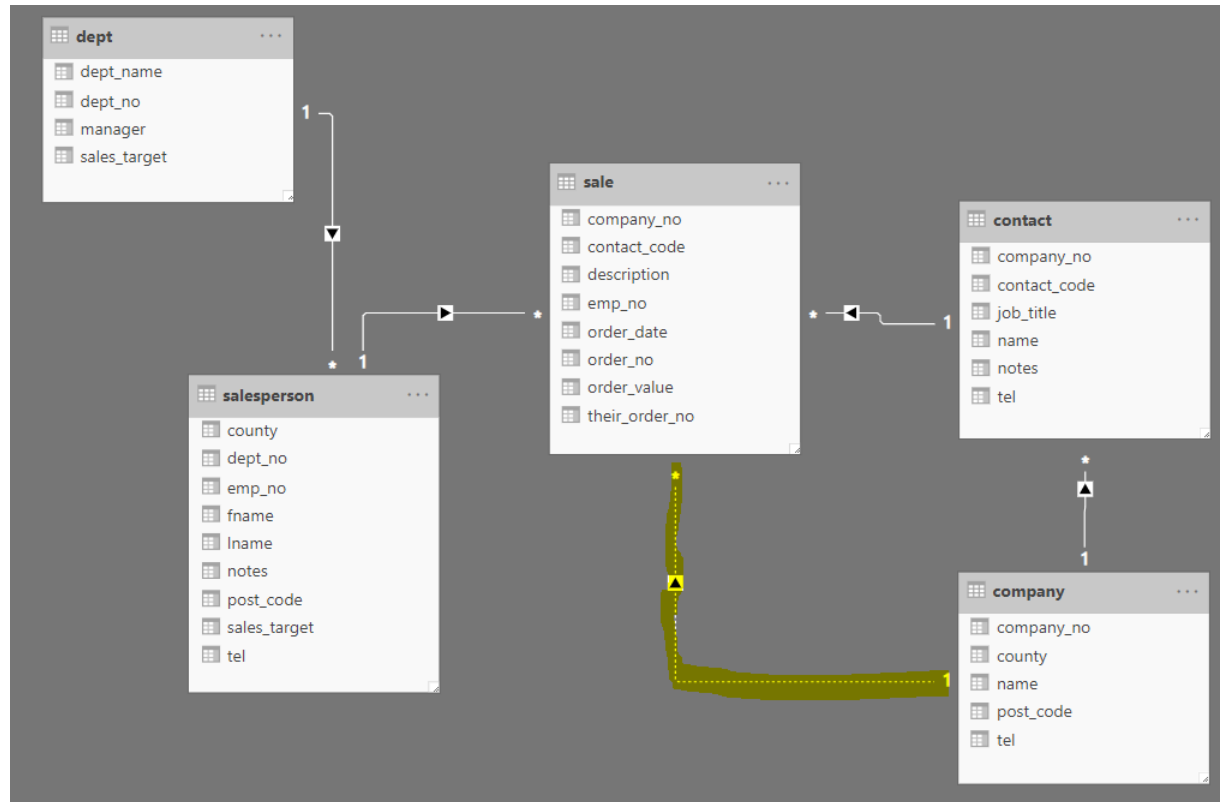 dept
dept_name
dept_no
manager
sales_target
1
*
1
salesperson
county
dept_no
emp_no
fname
lname
notes
post_code
sales_target
tel
sale
company_no
contact_code
description
emp_no
order_date
order_no
order_value
their_order_no
*
*
1
*
1
contact
company_no
contact_code
job_title
name
notes
tel
*
1
company
company_no
county
name
post_code
tel